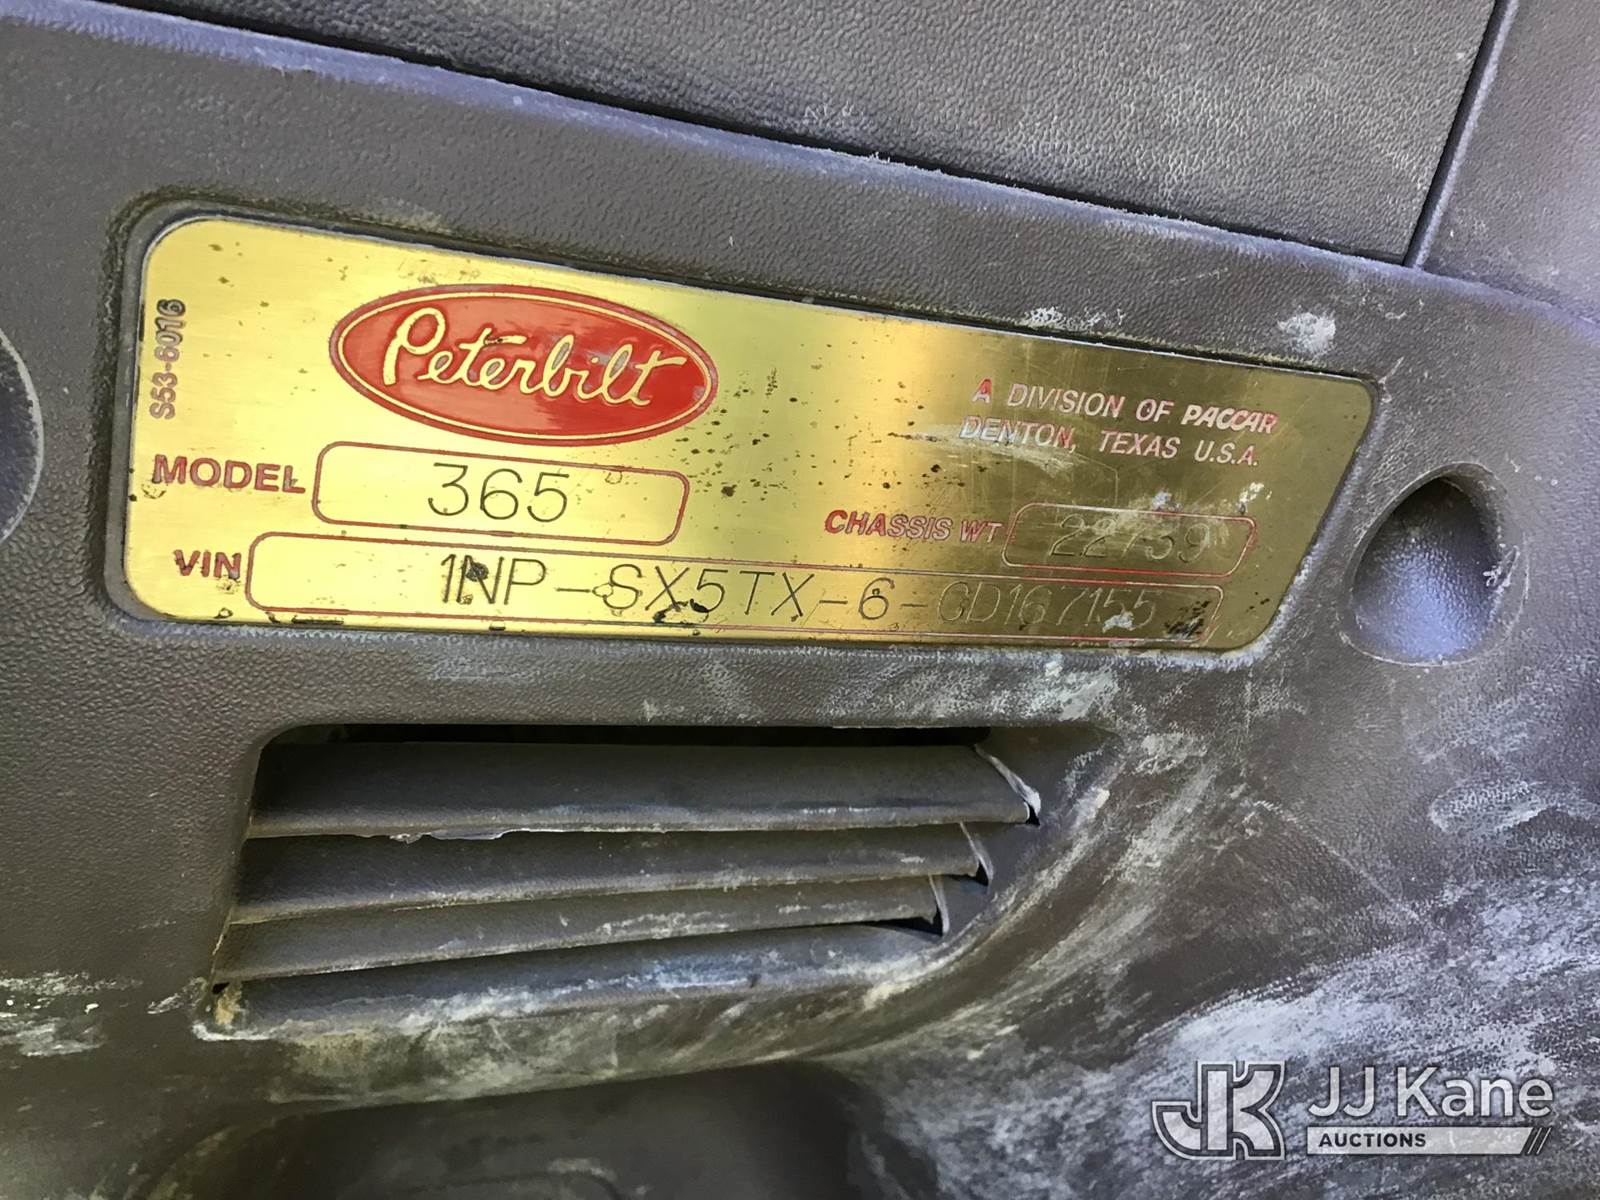 S53-6016
Peterbilt
A DIVISION OF PACCAR
DENTON, TEXAS U.S.A.
MODEL 365
CHASSIS WT 22739
VIN 1NP-SX5TX-6-CD167155
JK JJ Kane
AUCTIONS